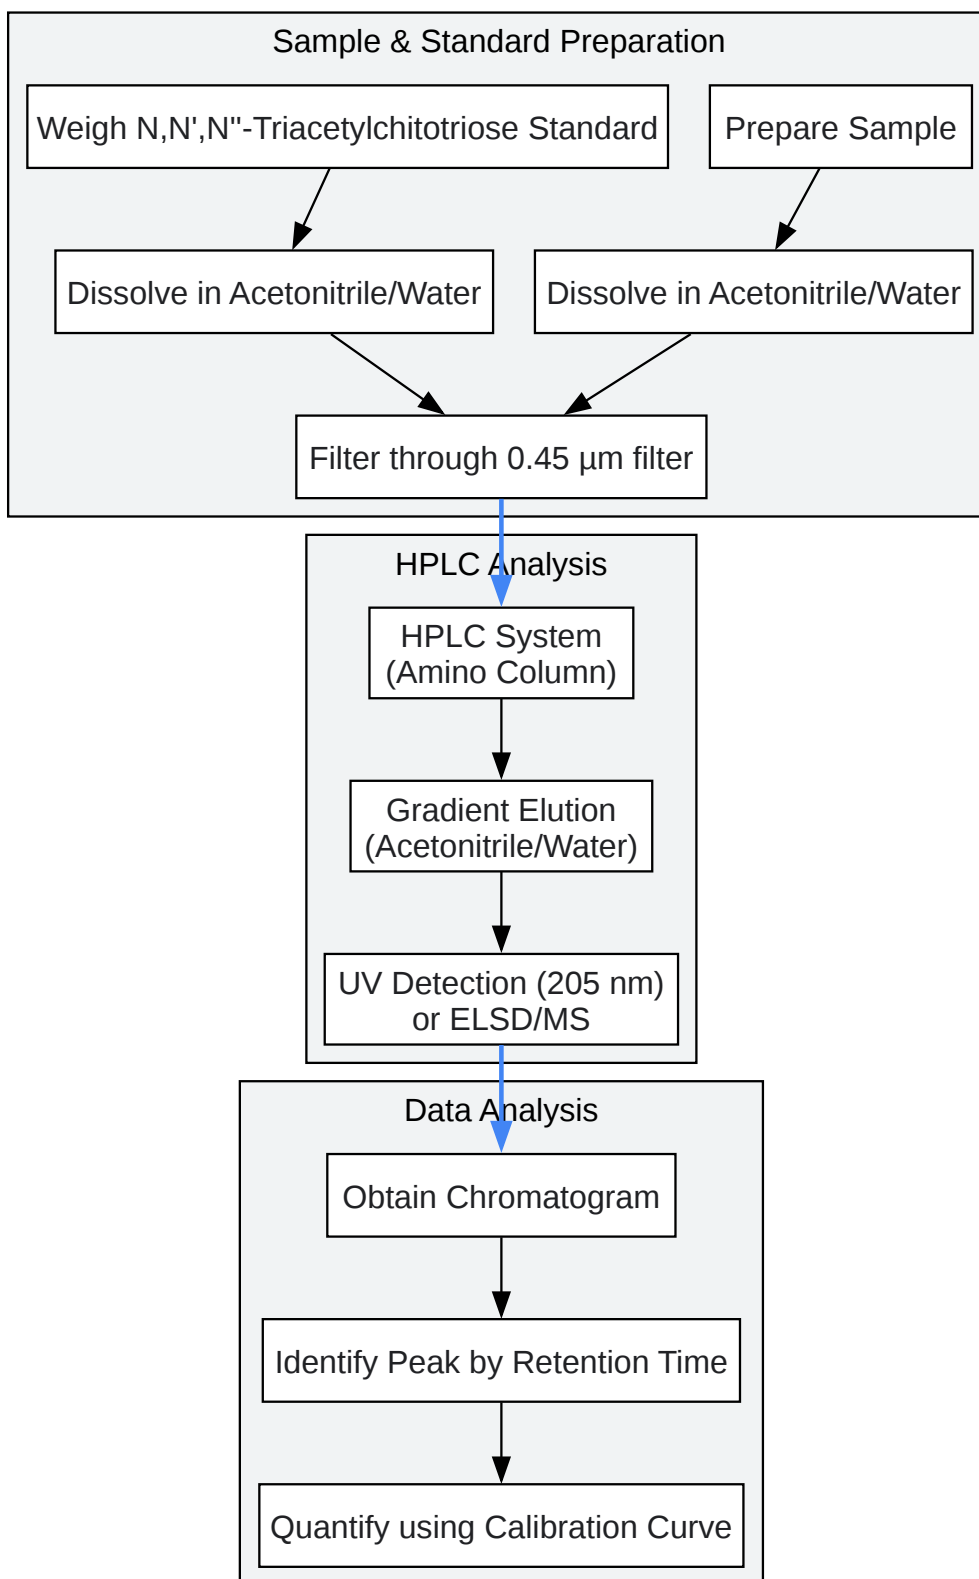 Sample & Standard Preparation
Weigh N,N',N''-Triacetylchitotriose Standard
Prepare Sample
Dissolve in Acetonitrile/Water
Dissolve in Acetonitrile/Water
Filter through 0.45 µm filter
HPLC Analysis
HPLC System
(Amino Column)
Gradient Elution
(Acetonitrile/Water)
UV Detection (205 nm)
or ELSD/MS
Data Analysis
Obtain Chromatogram
Identify Peak by Retention Time
Quantify using Calibration Curve